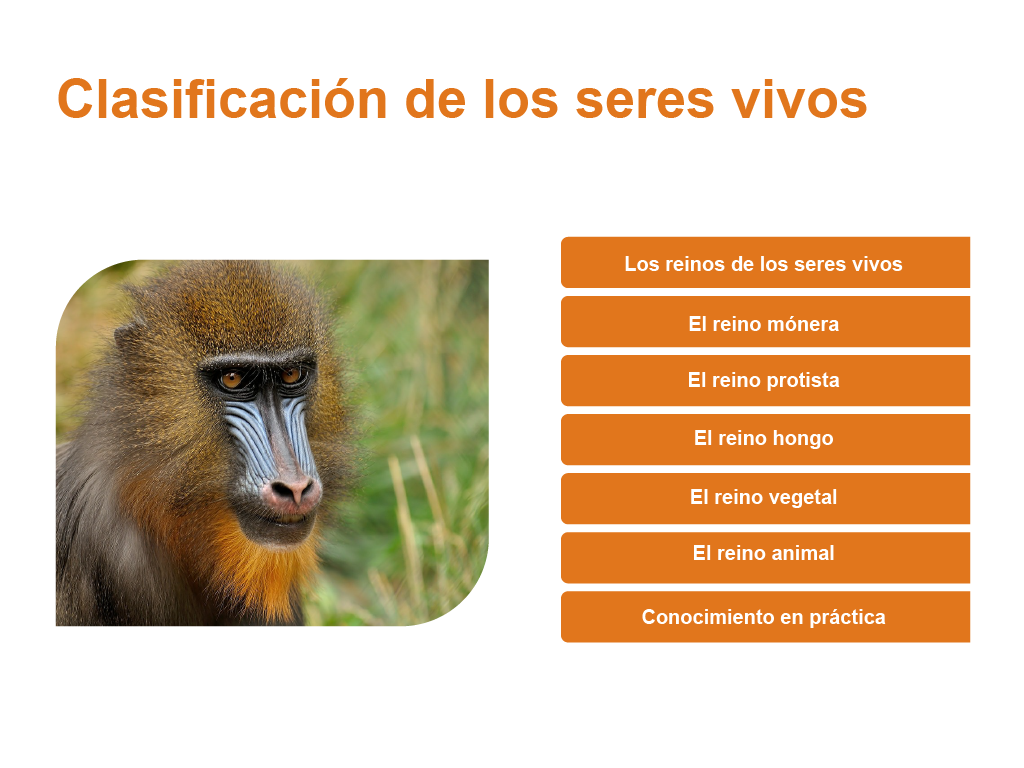 Clasificación de los seres vivos
Los reinos de los seres vivos
El reino mónera
El reino protista
El reino hongo
El reino vegetal
El reino animal
Conocimiento en práctica